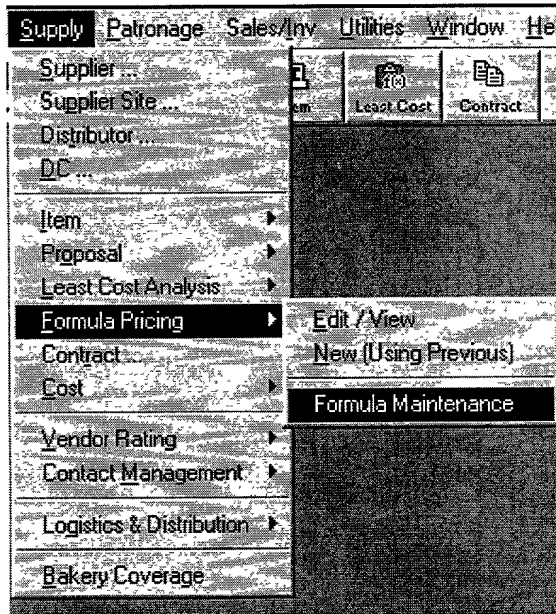 Supply Patronage Sales/Inv Utilities Window He
Supplier ...
Supplier Site ...
Distributor ...
DC ...
em Least Cost Contract
Item
Proposal
Least Cost Analysis
Formula Pricing
Contract ...
Cost
Vendor Rating
Contact Management
Logistics & Distribution
Bakery Coverage
Edit / View
New (Using Previous)
Formula Maintenance